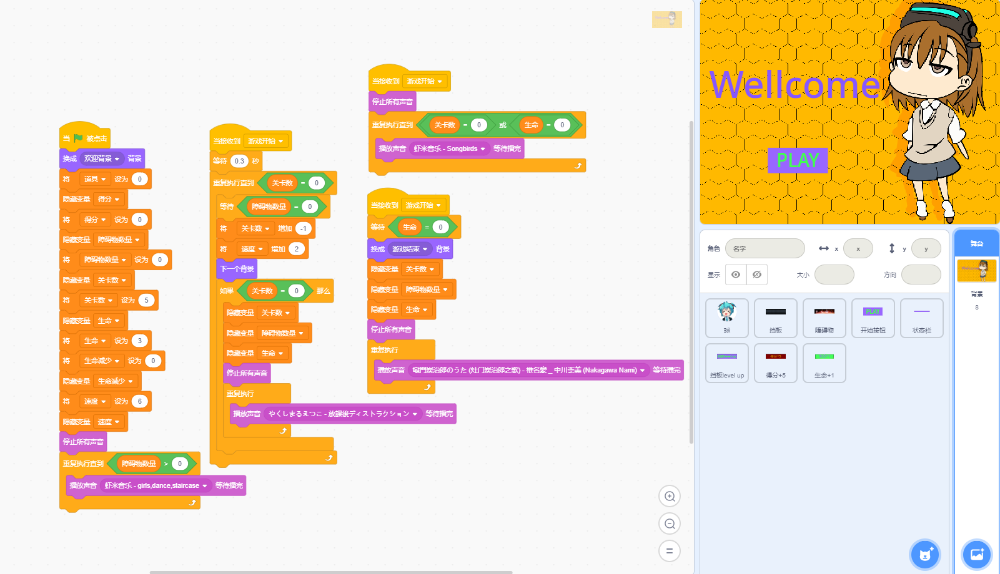 当 被点击
换成 欢迎背景 背景
将 道具 设为 0
隐藏变量 得分
将 得分 设为 0
隐藏变量 障碍物数量
将 障碍物数量 设为 0
隐藏变量 关卡数
将 关卡数 设为 5
隐藏变量 生命
将 生命 设为 3
将 生命减少 设为 0
隐藏变量 生命减少
将 速度 设为 6
隐藏变量 速度
停止所有声音
重复执行直到 障碍物数量 > 0
播放声音 虾米音乐 - girls,dance,staircase 等待播完
当接收到 游戏开始
等待 0.3 秒
重复执行直到 关卡数 = 0
等待 障碍物数量 = 0
将 关卡数 增加 -1
将 速度 增加 2
下一个背景
如果 关卡数 = 0 那么
隐藏变量 关卡数
隐藏变量 障碍物数量
隐藏变量 生命
停止所有声音
重复执行
播放声音 やくしまるえつこ - 放課後ディストラクション 等待播完
当接收到 游戏开始
停止所有声音
重复执行直到 关卡数 = 0 或 生命 = 0
播放声音 虾米音乐 - Songbirds 等待播完
当接收到 游戏开始
等待 生命 = 0
换成 游戏结束 背景
隐藏变量 关卡数
隐藏变量 障碍物数量
隐藏变量 生命
停止所有声音
重复执行
播放声音 竈門炭治郎のうた (灶门炭治郎之歌) - 椎名豪 _ 中川奈美 (Nakagawa Nami) 等待播完
Wellcome
PLAY
角色 名字 x x y y
显示 大小 方向
舞台
Wellcome
背景
8
PLAY
球 挡板 障碍物 开始按钮 状态栏
得分+5
挡板level up 得分+5 生命+1